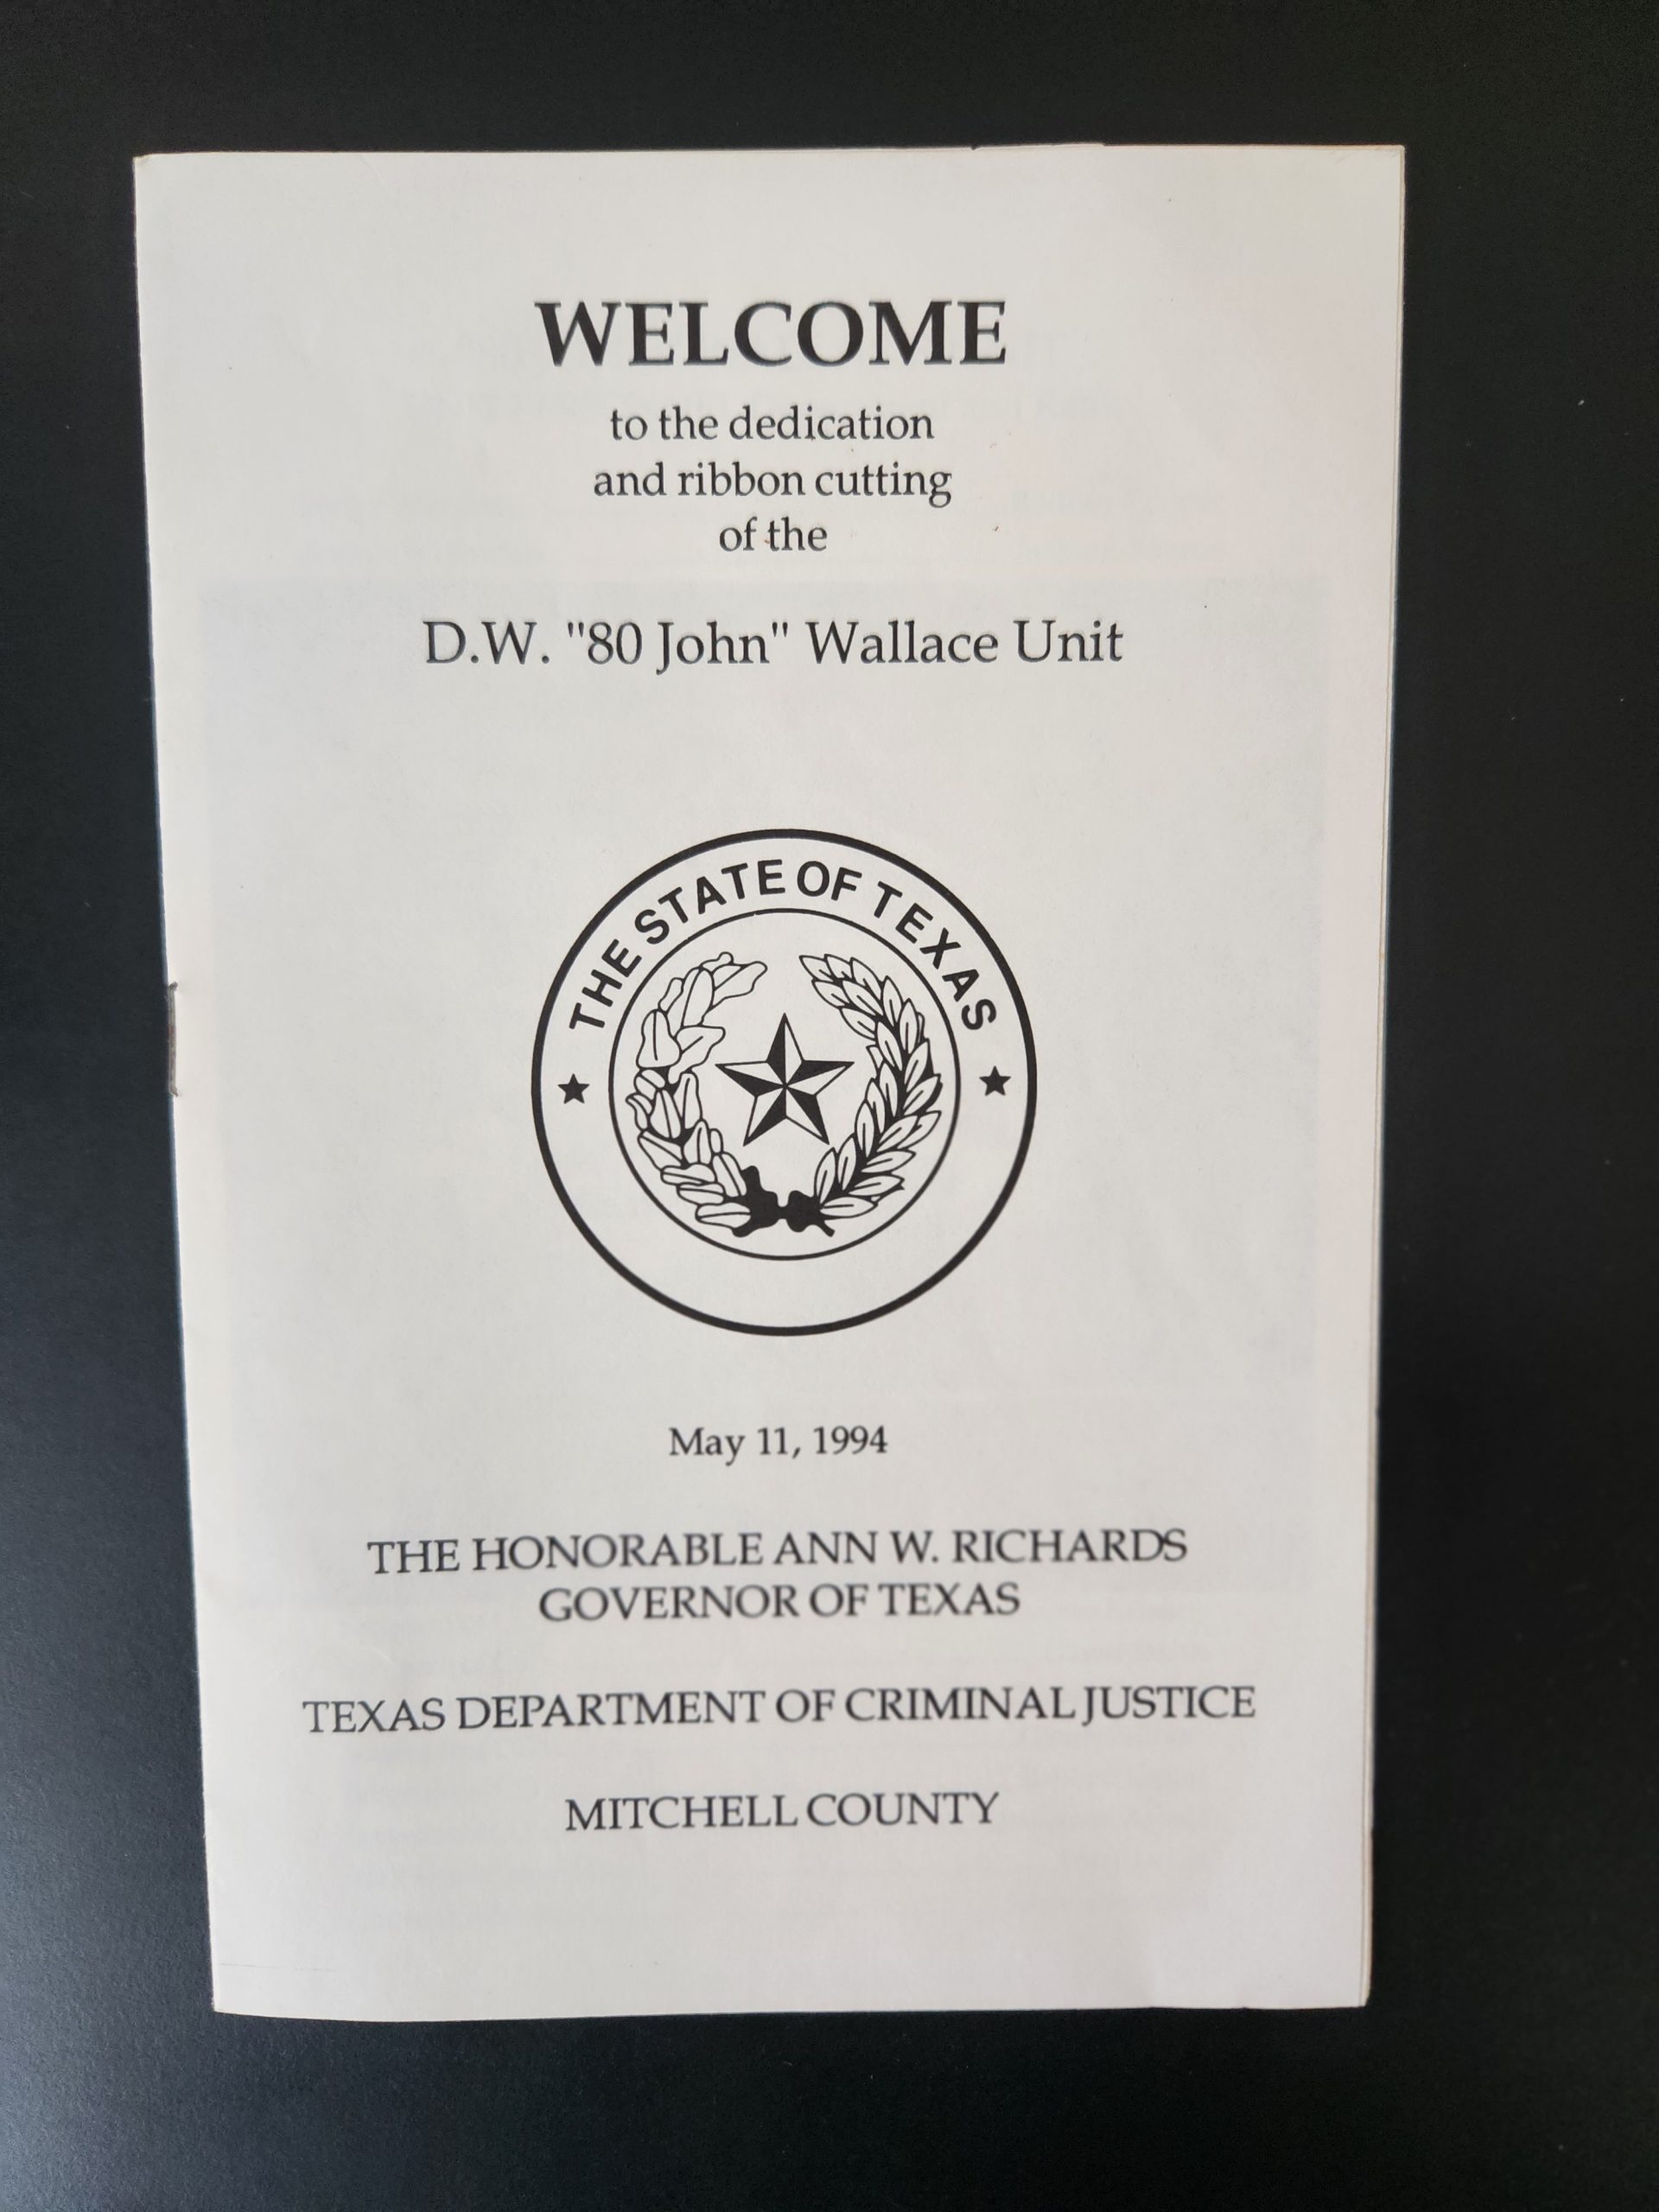 WELCOME
to the dedication
and ribbon cutting
of the
D.W. "80 John" Wallace Unit
THE STATE OF TEXAS
May 11, 1994
THE HONORABLE ANN W. RICHARDS
GOVERNOR OF TEXAS
TEXAS DEPARTMENT OF CRIMINAL JUSTICE
MITCHELL COUNTY